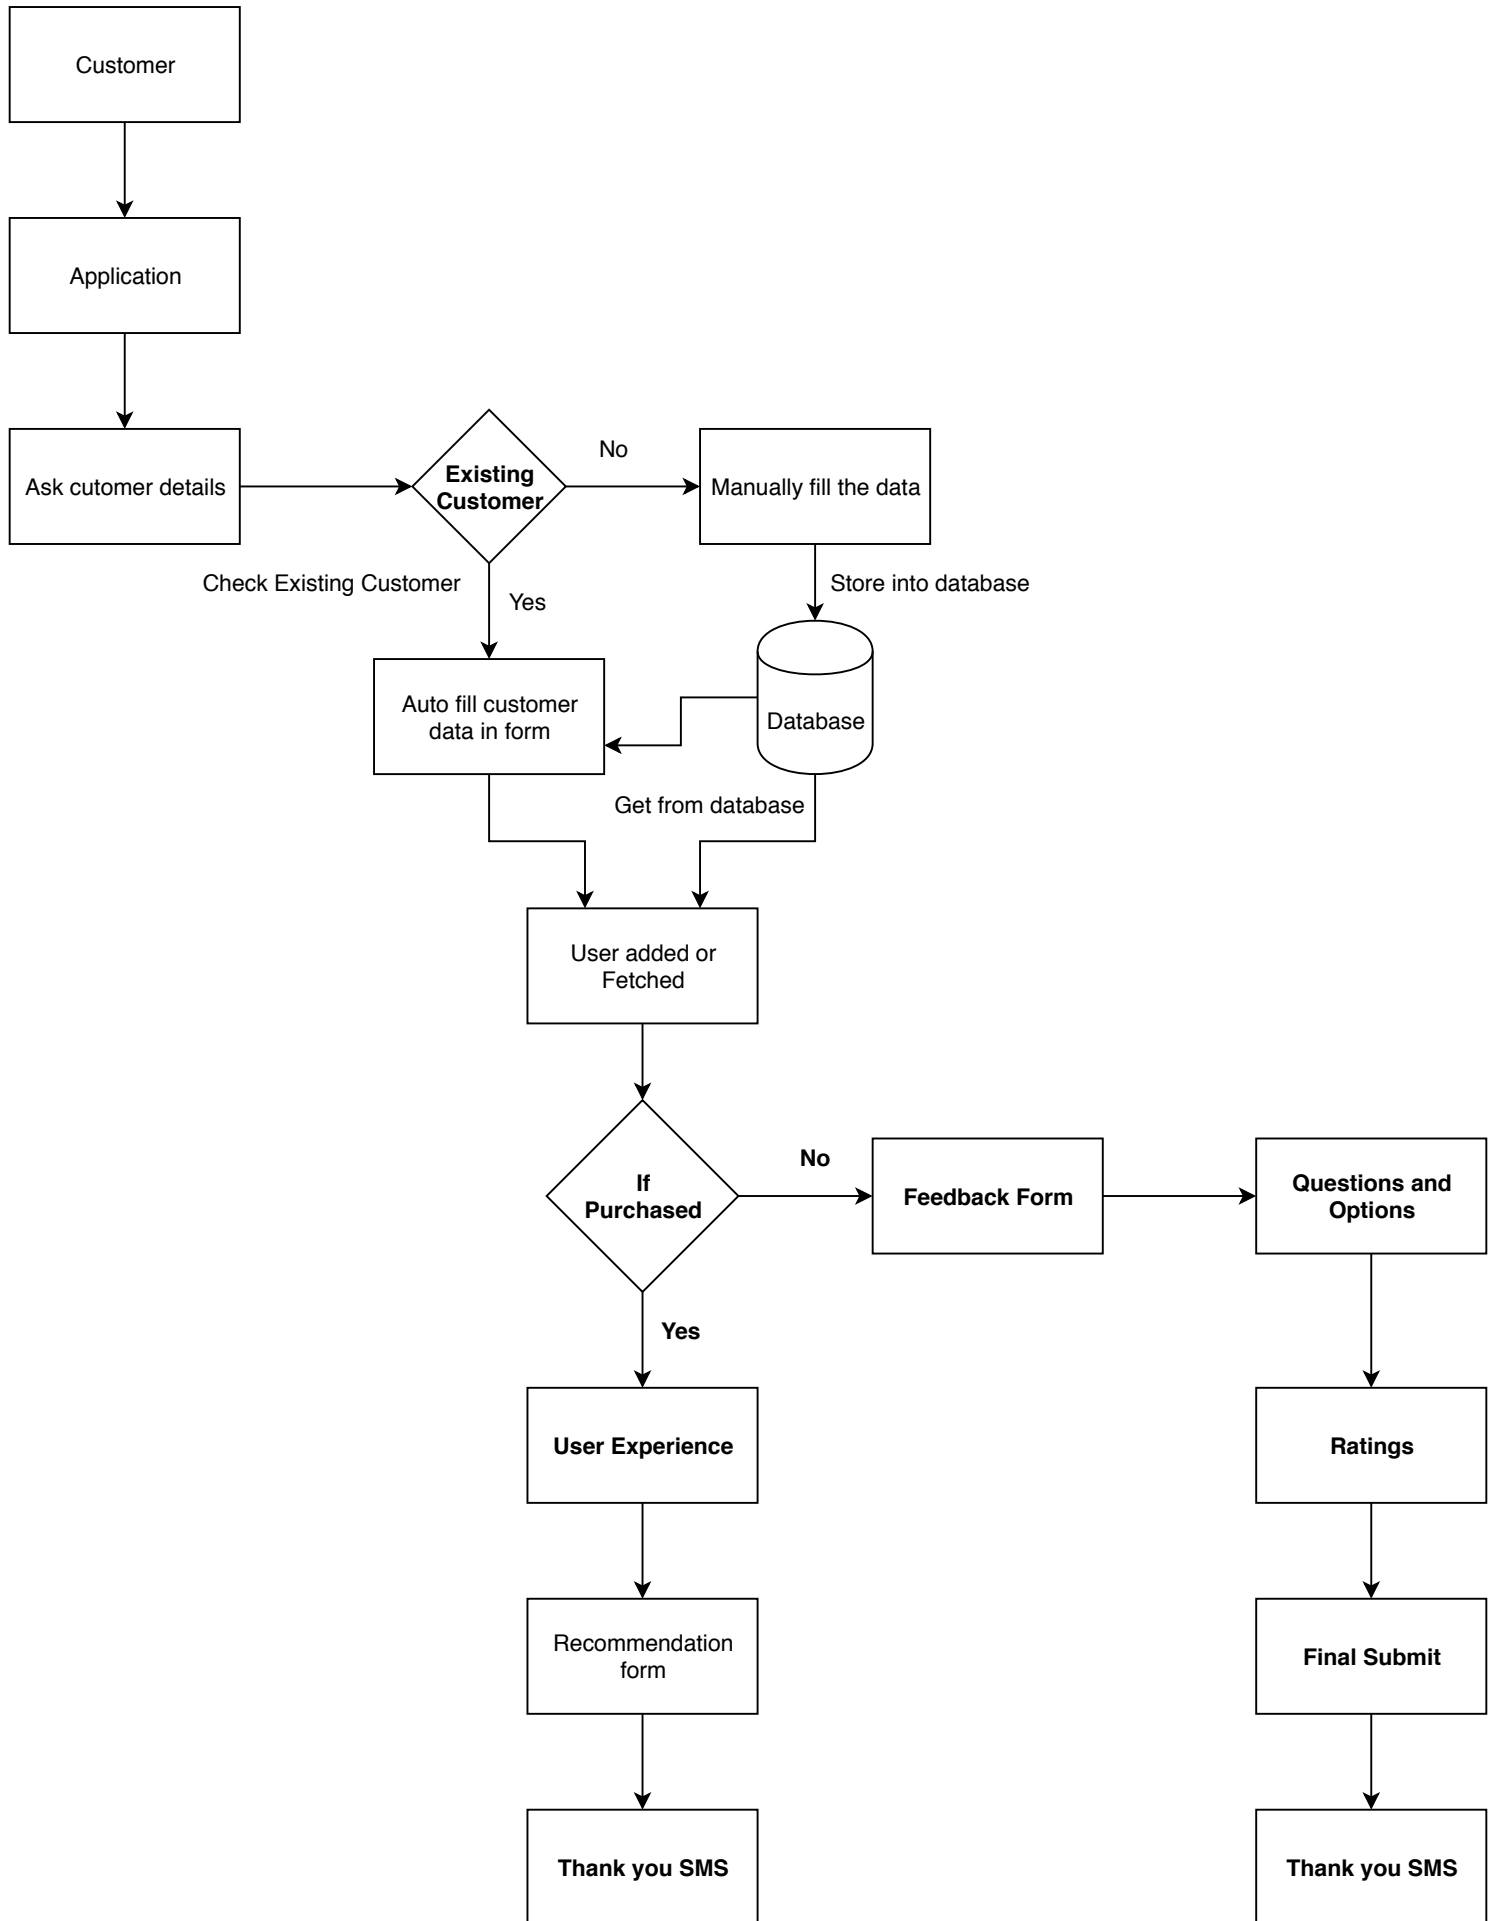 Customer
Application
Ask cutomer details
Existing
Customer
No
Manually fill the data
Check Existing Customer
Yes
Store into database
Auto fill customer
data in form
Database
Get from database
User added or
Fetched
If
Purchased
No
Feedback Form
Questions and
Options
Yes
User Experience
Ratings
Recommendation
form
Final Submit
Thank you SMS
Thank you SMS